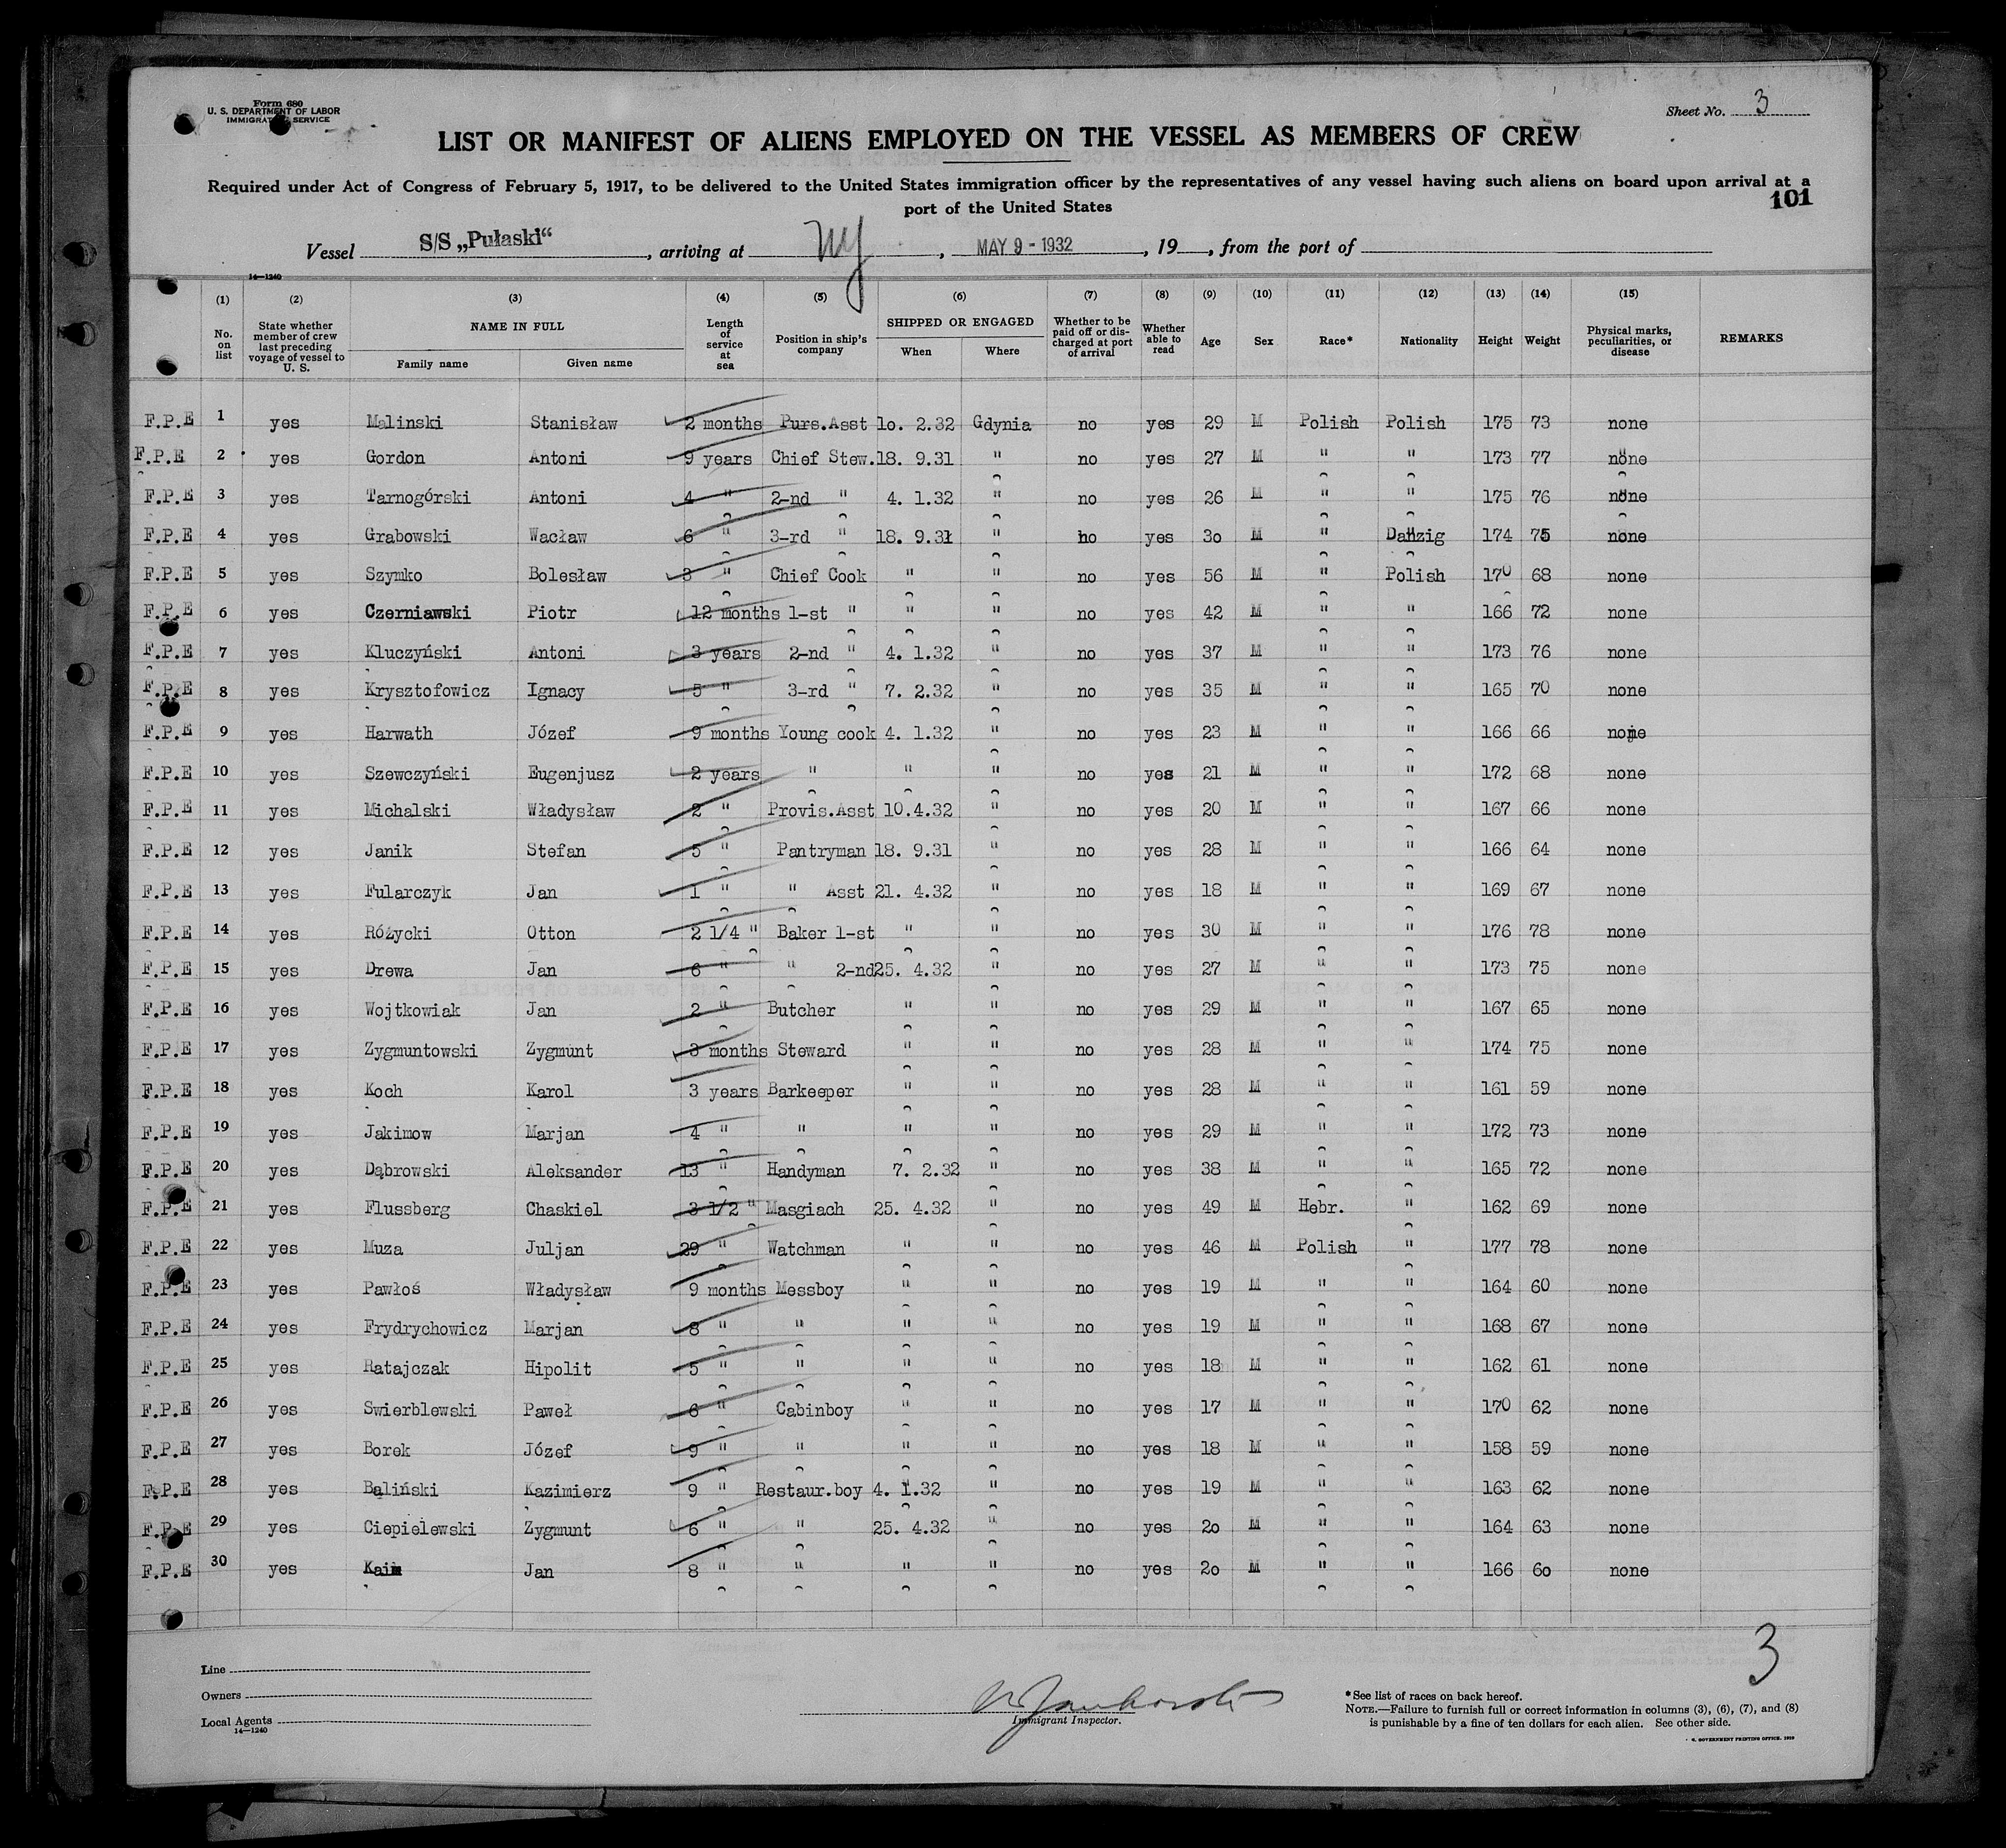 Form 680
U. S. DEPARTMENT OF LABOR
IMMIGRATION SERVICE
Sheet No. 3
LIST OR MANIFEST OF ALIENS EMPLOYED ON THE VESSEL AS MEMBERS OF CREW
Required under Act of Congress of February 5, 1917, to be delivered to the United States immigration officer by the representatives of any vessel having such aliens on board upon arrival at a
port of the United States
101
Vessel S/S „Pułaski“, arriving at NY, MAY 9 - 1932, 19, from the port of
14—1240
(1) (2) (3) (4) (5) (6) (7) (8) (9) (10) (11) (12) (13) (14) (15)
No. on list | State whether member of crew last preceding voyage of vessel to U. S. | NAME IN FULL | Family name | Given name | Length of service at sea | Position in ship's company | SHIPPED OR ENGAGED | When | Where | Whether to be paid off or discharged at port of arrival | Whether able to read | Age | Sex | Race* | Nationality | Height | Weight | Physical marks, peculiarities, or disease | REMARKS
F.P.E 1 yes Malinski Stanisław 2 months Purs.Asst 10. 2.32 Gdynia no yes 29 M Polish Polish 175 73 none
F.P.E 2 yes Gordon Antoni 9 years Chief Stew. 18. 9.31 " no yes 27 M " " 173 77 none
F.P.E 3 yes Tarnogórski Antoni 4 " 2-nd " 4. 1.32 " no yes 26 M " " 175 76 none
F.P.E 4 yes Grabowski Wacław 6 " 3-rd " 18. 9.31 " no yes 30 M " Danzig 174 75 none
F.P.E 5 yes Szymko Bolesław 3 " Chief Cook " " no yes 56 M " Polish 170 68 none
F.P.E 6 yes Czerniawski Piotr 12 months 1-st " " " no yes 42 M " " 166 72 none
F.P.E 7 yes Kluczyński Antoni 3 years 2-nd " 4. 1.32 " no yes 37 M " " 173 76 none
F.P.E 8 yes Krysztofowicz Ignacy 5 " 3-rd " 7. 2.32 " no yes 35 M " " 165 70 none
F.P.E 9 yes Harwath Józef 9 months Young cook 4. 1.32 " no yes 23 M " " 166 66 none
F.P.E 10 yes Szewczyński Eugenjusz 2 years " " " no yes 21 M " " 172 68 none
F.P.E 11 yes Michalski Władysław 2 " Provis.Asst 10.4.32 " no yes 20 M " " 167 66 none
F.P.E 12 yes Janik Stefan 5 " Pantryman 18. 9.31 " no yes 28 M " " 166 64 none
F.P.E 13 yes Fularczyk Jan 1 " " Asst 21. 4.32 " no yes 18 M " " 169 67 none
F.P.E 14 yes Różycki Otton 2 1/4 " Baker 1-st " " no yes 30 M " " 176 78 none
F.P.E 15 yes Drewa Jan 6 " " 2-nd 25. 4.32 " no yes 27 M " " 173 75 none
F.P.E 16 yes Wojtkowiak Jan 2 " Butcher " " no yes 29 M " " 167 65 none
F.P.E 17 yes Zygmuntowski Zygmunt 3 months Steward " " no yes 28 M " " 174 75 none
F.P.E 18 yes Koch Karol 3 years Barkeeper " " no yes 28 M " " 161 59 none
F.P.E 19 yes Jakimow Marjan 4 " " " " no yes 29 M " " 172 73 none
F.P.E 20 yes Dąbrowski Aleksander 13 " Handyman 7. 2.32 " no yes 38 M " " 165 72 none
F.P.E 21 yes Flussberg Chaskiel 3 1/2 " Masgiach 25. 4.32 " no yes 49 M Hebr. " 162 69 none
F.P.E 22 yes Muza Juljan 29 " Watchman " " no yes 46 M Polish " 177 78 none
F.P.E 23 yes Pawłoś Władysław 9 months Messboy " " no yes 19 M " " 164 60 none
F.P.E 24 yes Frydrychowicz Marjan 8 " " " " no yes 19 M " " 168 67 none
F.P.E 25 yes Ratajczak Hipolit 5 " " " " no yes 18 M " " 162 61 none
F.P.E 26 yes Swierblewski Paweł 6 " Cabinboy " " no yes 17 M " " 170 62 none
F.P.E 27 yes Borek Józef 9 " " " " no yes 18 M " " 158 59 none
F.P.E 28 yes Baliński Kazimierz 9 " Restaur.boy 4. 1.32 " no yes 19 M " " 163 62 none
F.P.E 29 yes Ciepielewski Zygmunt 6 " " 25. 4.32 " no yes 20 M " " 164 63 none
F.P.E 30 yes Kaim Jan 8 " " " " no yes 20 M " " 166 60 none
3
Line
Owners
Local Agents
14—1240
Immigrant Inspector.
*See list of races on back hereof.
NOTE.—Failure to furnish full or correct information in columns (3), (6), (7), and (8)
is punishable by a fine of ten dollars for each alien. See other side.